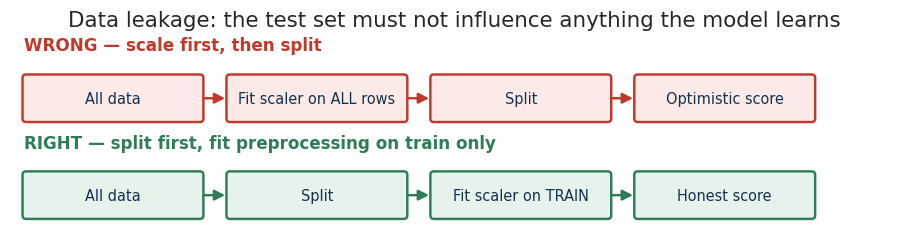 Data leakage: the test set must not influence anything the model learns
WRONG — scale first, then split
All data
Fit scaler on ALL rows
Split
Optimistic score
RIGHT — split first, fit preprocessing on train only
All data
Split
Fit scaler on TRAIN
Honest score